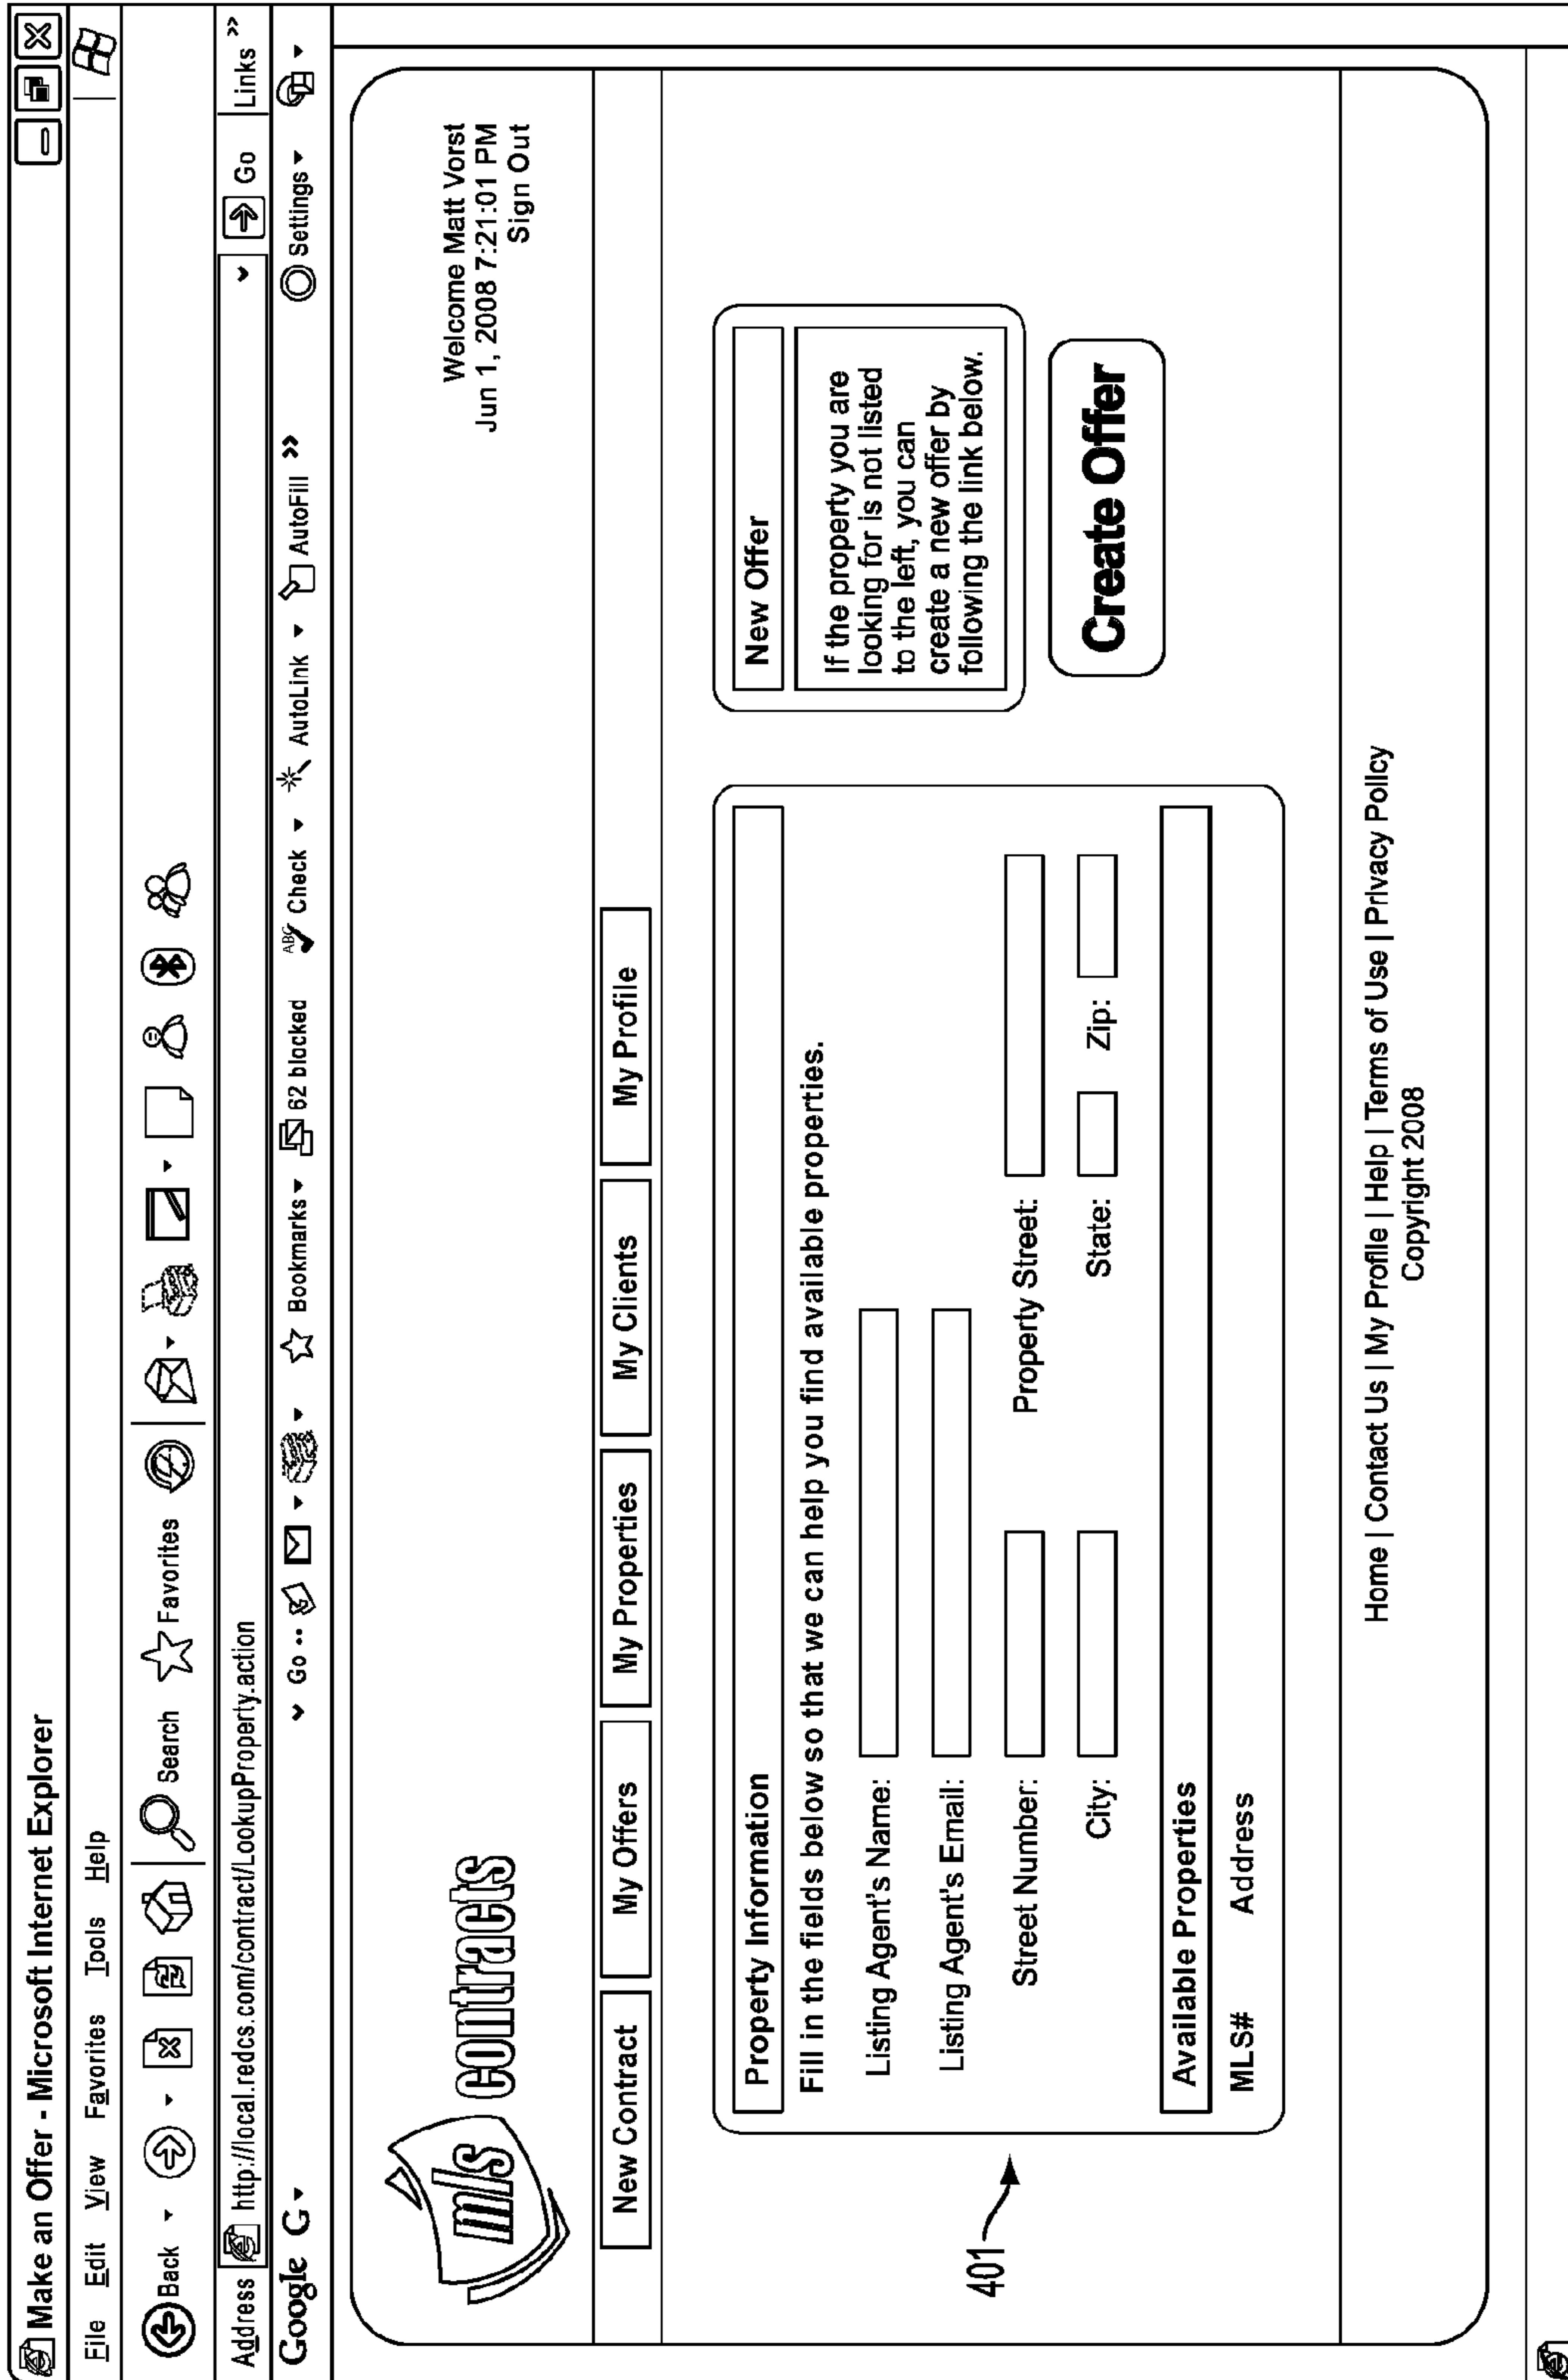 Make an Offer - Microsoft Internet Explorer
File Edit View Favorites Tools Help
Back Search Favorites
Address http://local.redcs.com/contract/LookupProperty.action Go Links »
Google G Go Bookmarks 62 blocked ABC Check AutoLink AutoFill » Settings
mls contracts
Welcome Matt Vorst
Jun 1, 2008 7:21:01 PM
Sign Out
New Contract My Offers My Properties My Clients My Profile
Property Information
Fill in the fields below so that we can help you find available properties.
Listing Agent's Name:
Listing Agent's Email:
Street Number: Property Street:
City: State: Zip:
Available Properties
MLS# Address
New Offer
If the property you are
looking for is not listed
to the left, you can
create a new offer by
following the link below.
Create Offer
401
Home | Contact Us | My Profile | Help | Terms of Use | Privacy Policy
Copyright 2008